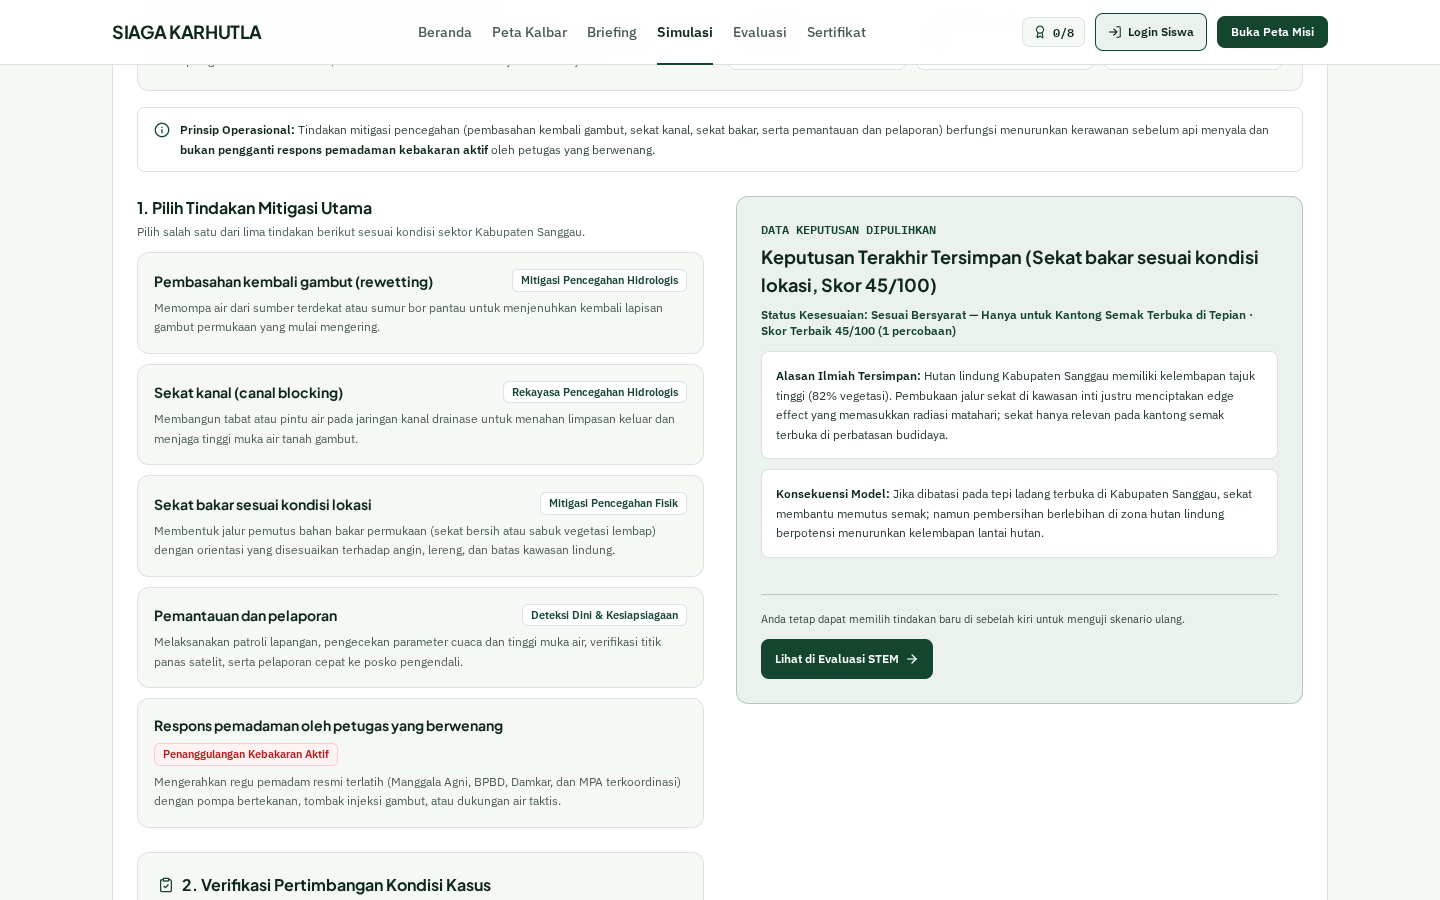 SIAGA KARHUTLA
Beranda
Peta Kalbar
Briefing
Simulasi
Evaluasi
Sertifikat
0/8
Login Siswa
Buka Peta Misi
Prinsip Operasional: Tindakan mitigasi pencegahan (pembasahan kembali gambut, sekat kanal, sekat bakar, serta pemantauan dan pelaporan) berfungsi menurunkan kerawanan sebelum api menyala dan
bukan pengganti respons pemadaman kebakaran aktif oleh petugas yang berwenang.
1. Pilih Tindakan Mitigasi Utama
Pilih salah satu dari lima tindakan berikut sesuai kondisi sektor Kabupaten Sanggau.
Pembasahan kembali gambut (rewetting)
Mitigasi Pencegahan Hidrologis
Memompa air dari sumber terdekat atau sumur bor pantau untuk menjenuhkan kembali lapisan
gambut permukaan yang mulai mengering.
Sekat kanal (canal blocking)
Rekayasa Pencegahan Hidrologis
Membangun tabat atau pintu air pada jaringan kanal drainase untuk menahan limpasan keluar dan
menjaga tinggi muka air tanah gambut.
Sekat bakar sesuai kondisi lokasi
Mitigasi Pencegahan Fisik
Membentuk jalur pemutus bahan bakar permukaan (sekat bersih atau sabuk vegetasi lembap)
dengan orientasi yang disesuaikan terhadap angin, lereng, dan batas kawasan lindung.
Pemantauan dan pelaporan
Deteksi Dini & Kesiapsiagaan
Melaksanakan patroli lapangan, pengecekan parameter cuaca dan tinggi muka air, verifikasi titik
panas satelit, serta pelaporan cepat ke posko pengendali.
Respons pemadaman oleh petugas yang berwenang
Penanggulangan Kebakaran Aktif
Mengerahkan regu pemadam resmi terlatih (Manggala Agni, BPBD, Damkar, dan MPA terkoordinasi)
dengan pompa bertekanan, tombak injeksi gambut, atau dukungan air taktis.
2. Verifikasi Pertimbangan Kondisi Kasus
DATA KEPUTUSAN DIPULIHKAN
Keputusan Terakhir Tersimpan (Sekat bakar sesuai kondisi
lokasi, Skor 45/100)
Status Kesesuaian: Sesuai Bersyarat — Hanya untuk Kantong Semak Terbuka di Tepian ·
Skor Terbaik 45/100 (1 percobaan)
Alasan Ilmiah Tersimpan: Hutan lindung Kabupaten Sanggau memiliki kelembapan tajuk
tinggi (82% vegetasi). Pembukaan jalur sekat di kawasan inti justru menciptakan edge
effect yang memasukkan radiasi matahari; sekat hanya relevan pada kantong semak
terbuka di perbatasan budidaya.
Konsekuensi Model: Jika dibatasi pada tepi ladang terbuka di Kabupaten Sanggau, sekat
membantu memutus semak; namun pembersihan berlebihan di zona hutan lindung
berpotensi menurunkan kelembapan lantai hutan.
Anda tetap dapat memilih tindakan baru di sebelah kiri untuk menguji skenario ulang.
Lihat di Evaluasi STEM